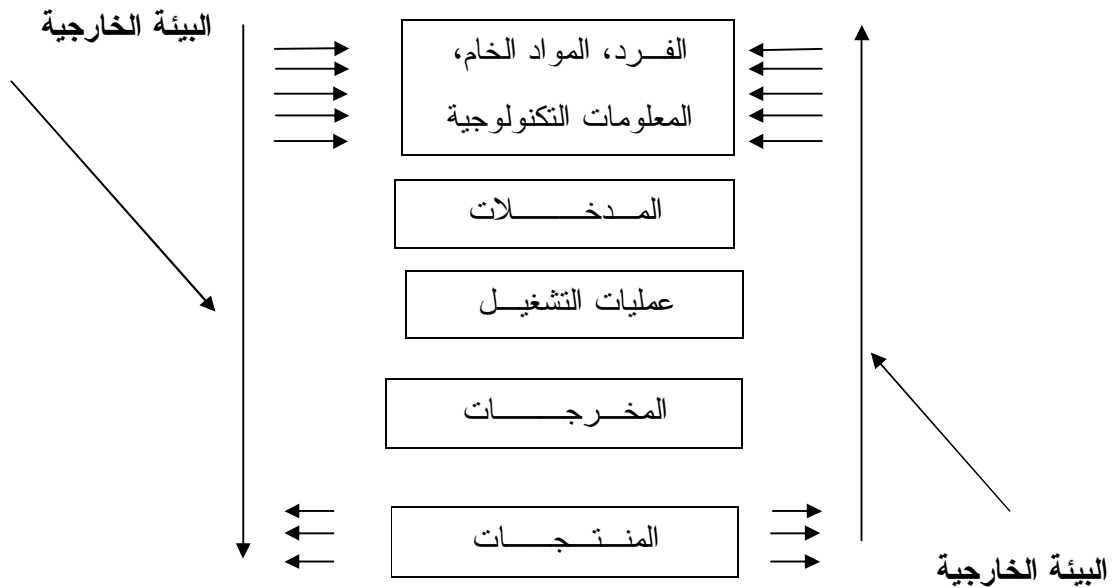 البيئة الخارجية
الفرد، المواد الخام،
المعلومات التكنولوجية
المدخلات
عمليات التشغيل
المخرجات
المنتجات
البيئة الخارجية